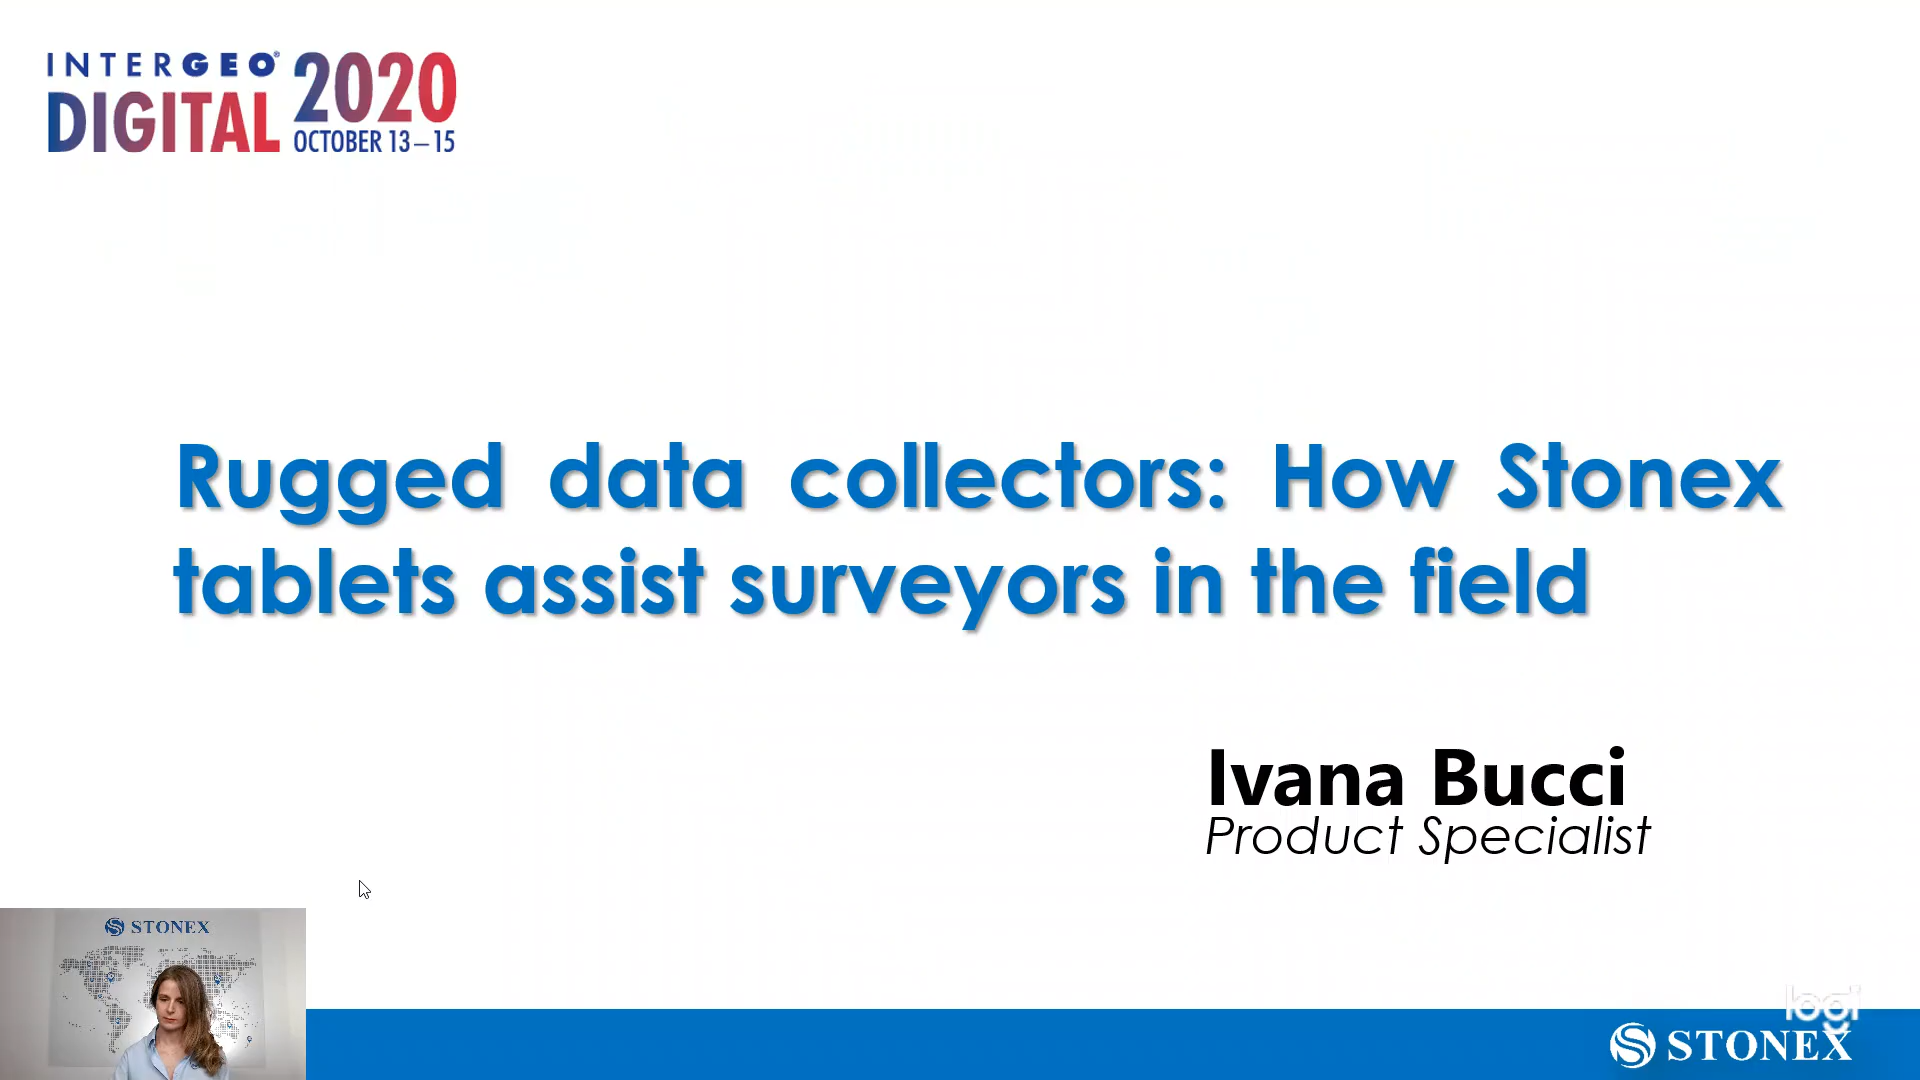 INTERGEO®
DIGITAL 2020
OCTOBER 13–15
Rugged data collectors: How Stonex
tablets assist surveyors in the field
Ivana Bucci
Product Specialist
STONEX
logi
STONEX